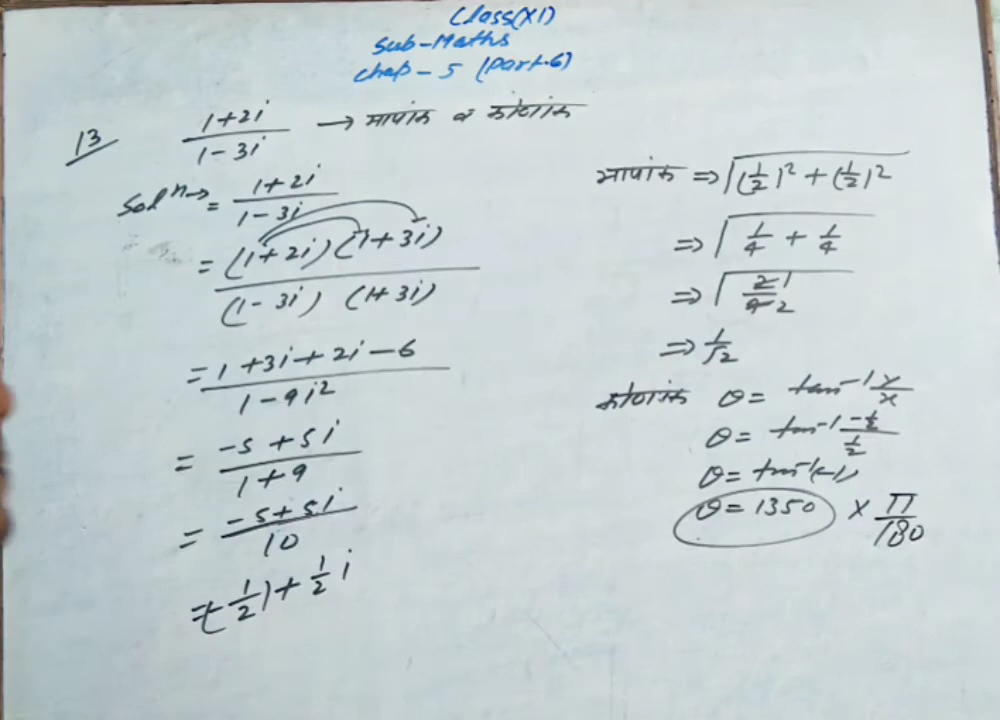 Class(XI)
Sub-Maths
Chap - 5 (Part-6)
13 1+2i / 1-3i → मापांक व कोणांक
Solⁿ→ = 1+2i / 1-3i
= (1+2i)(1+3i) / (1-3i) (1+3i)
= 1+3i+2i-6 / 1-9i²
= -5+5i / 1+9
= -5+5i / 10
=(-1/2)+1/2 i
मापांक ⇒ √(1/2)²+(1/2)²
⇒ √1/4 + 1/4
⇒ √2/4 1/2
⇒ 1/√2
कोणांक θ = tan⁻¹ y/x
θ = tan⁻¹ -1/2 / 1/2
θ = tan⁻¹(-1)
θ = 1350 × π/180